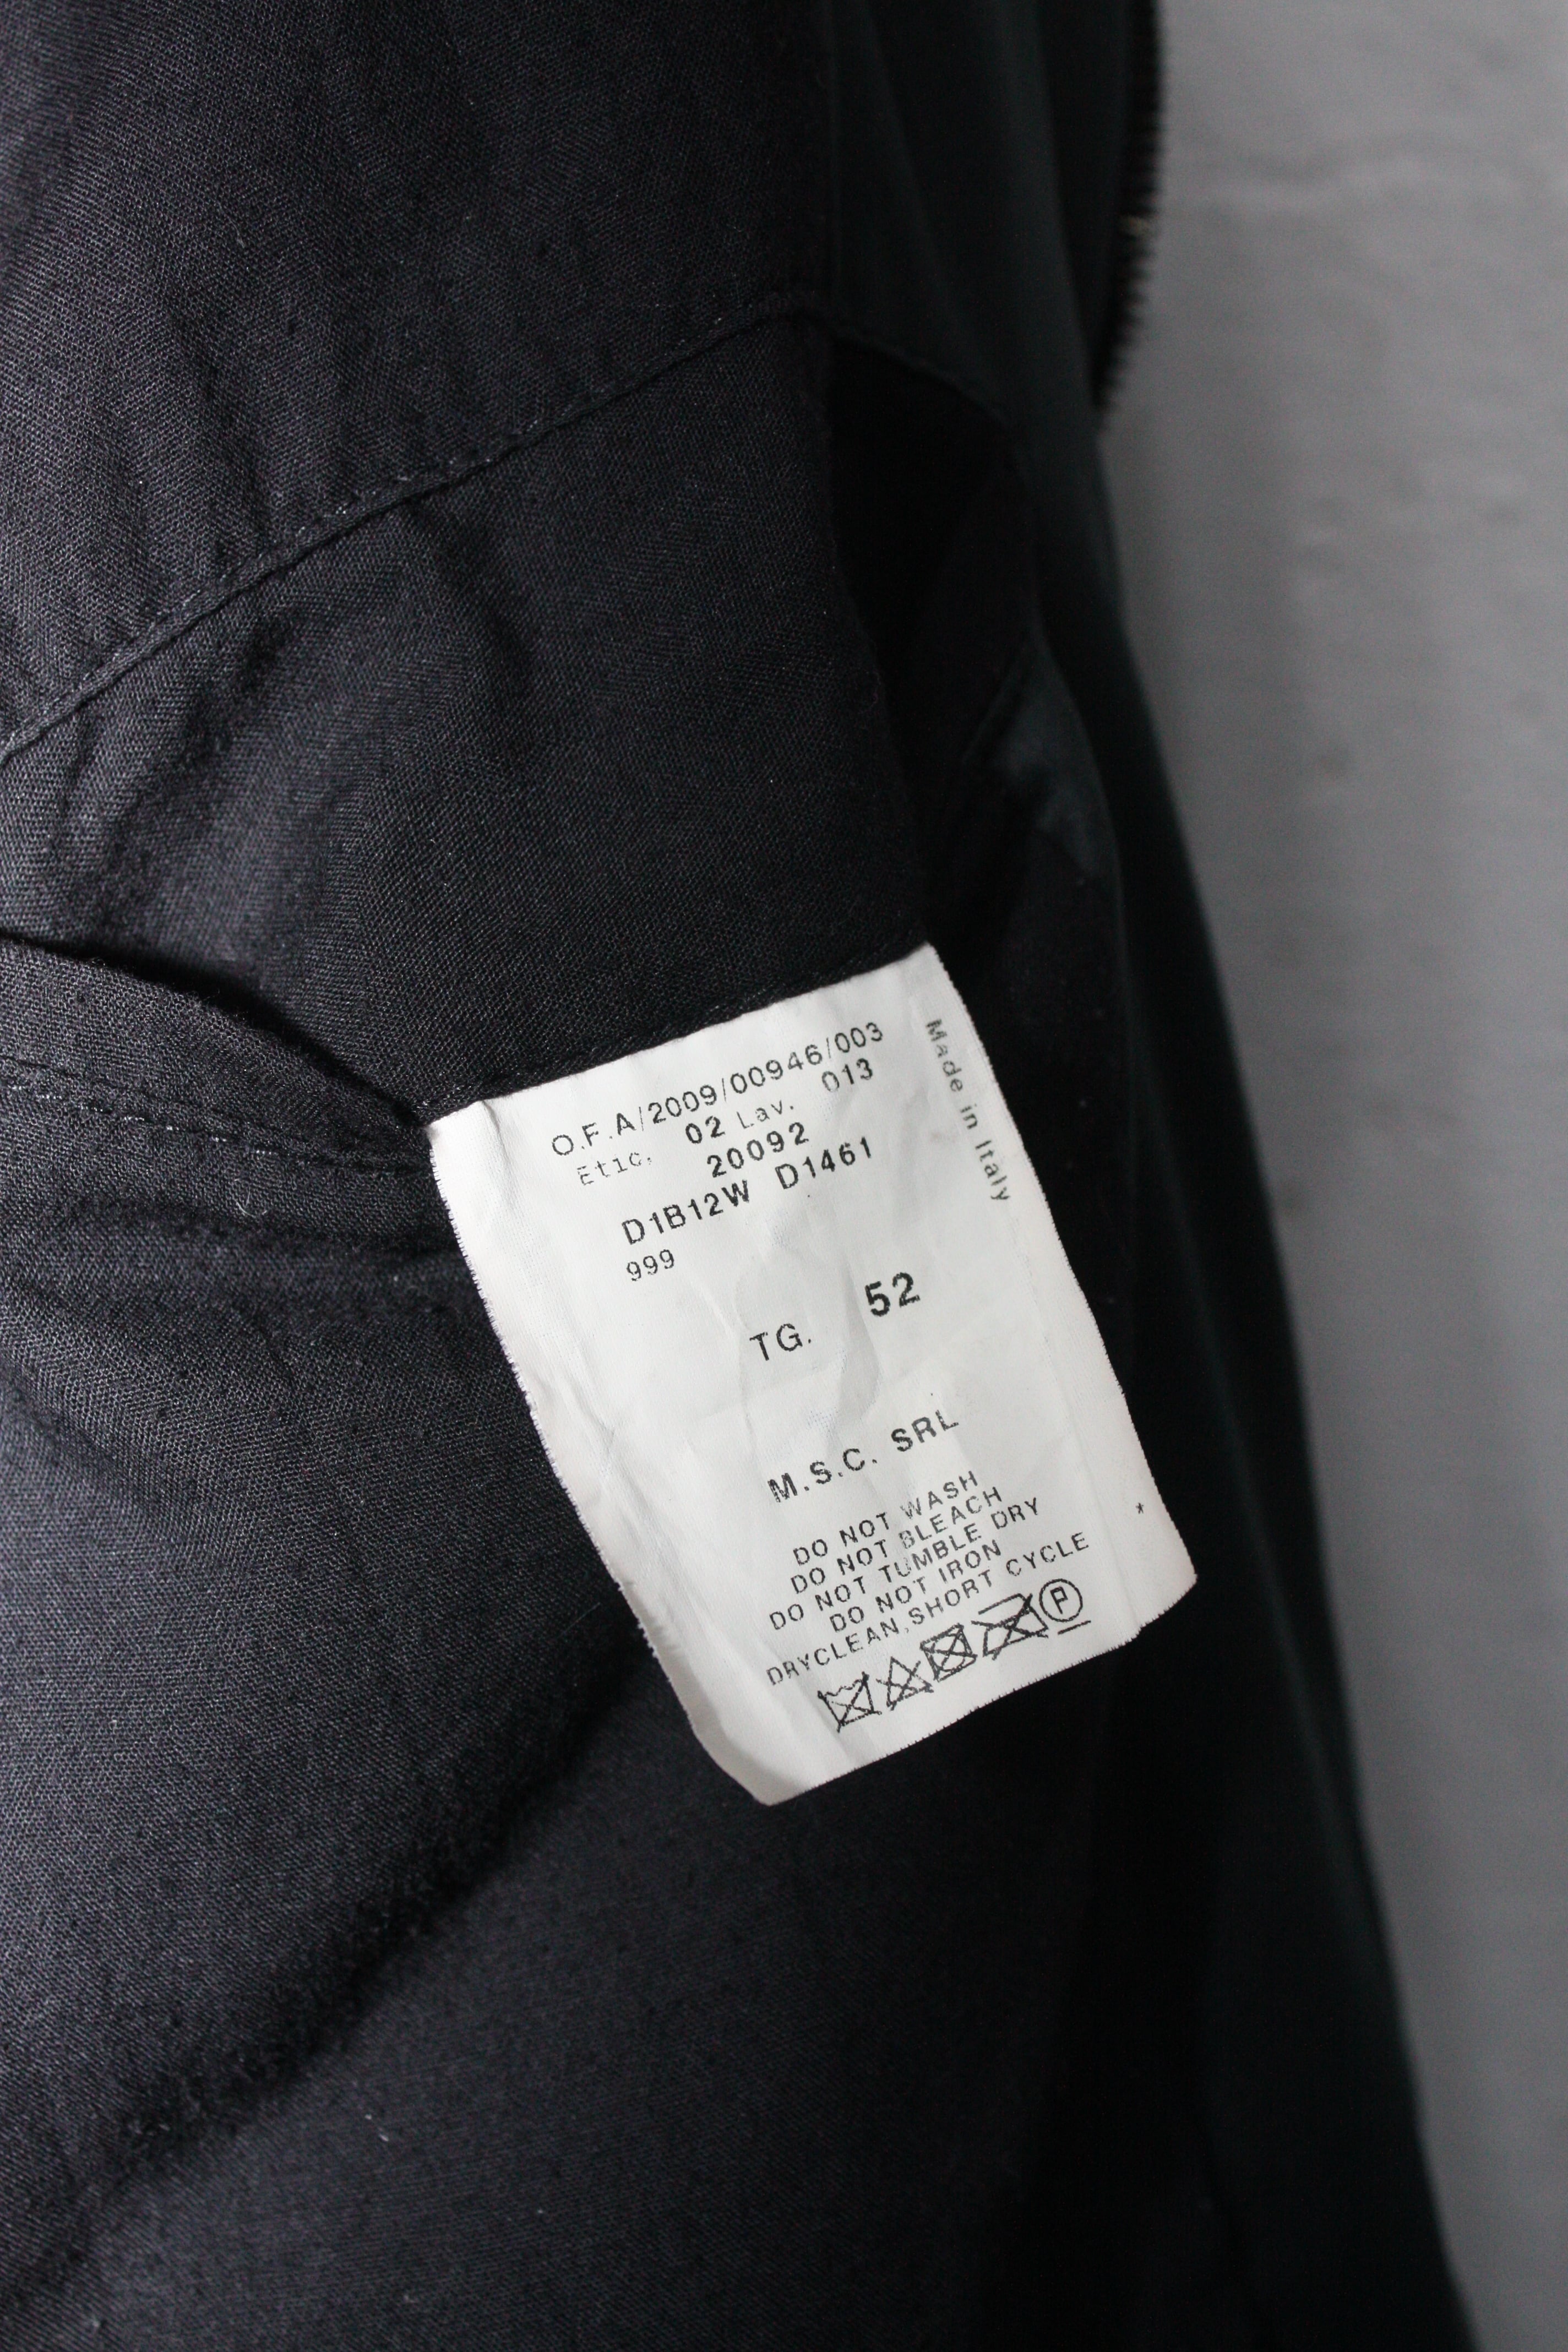 O.F.A/2009/00946/003
Etic. 02 Lav. 013
20092
D1B12W D1461
999
TG. 52
M.S.C. SRL
DO NOT WASH
DO NOT BLEACH
DO NOT TUMBLE DRY
DO NOT IRON
DRYCLEAN,SHORT CYCLE
P
*
Made in Italy